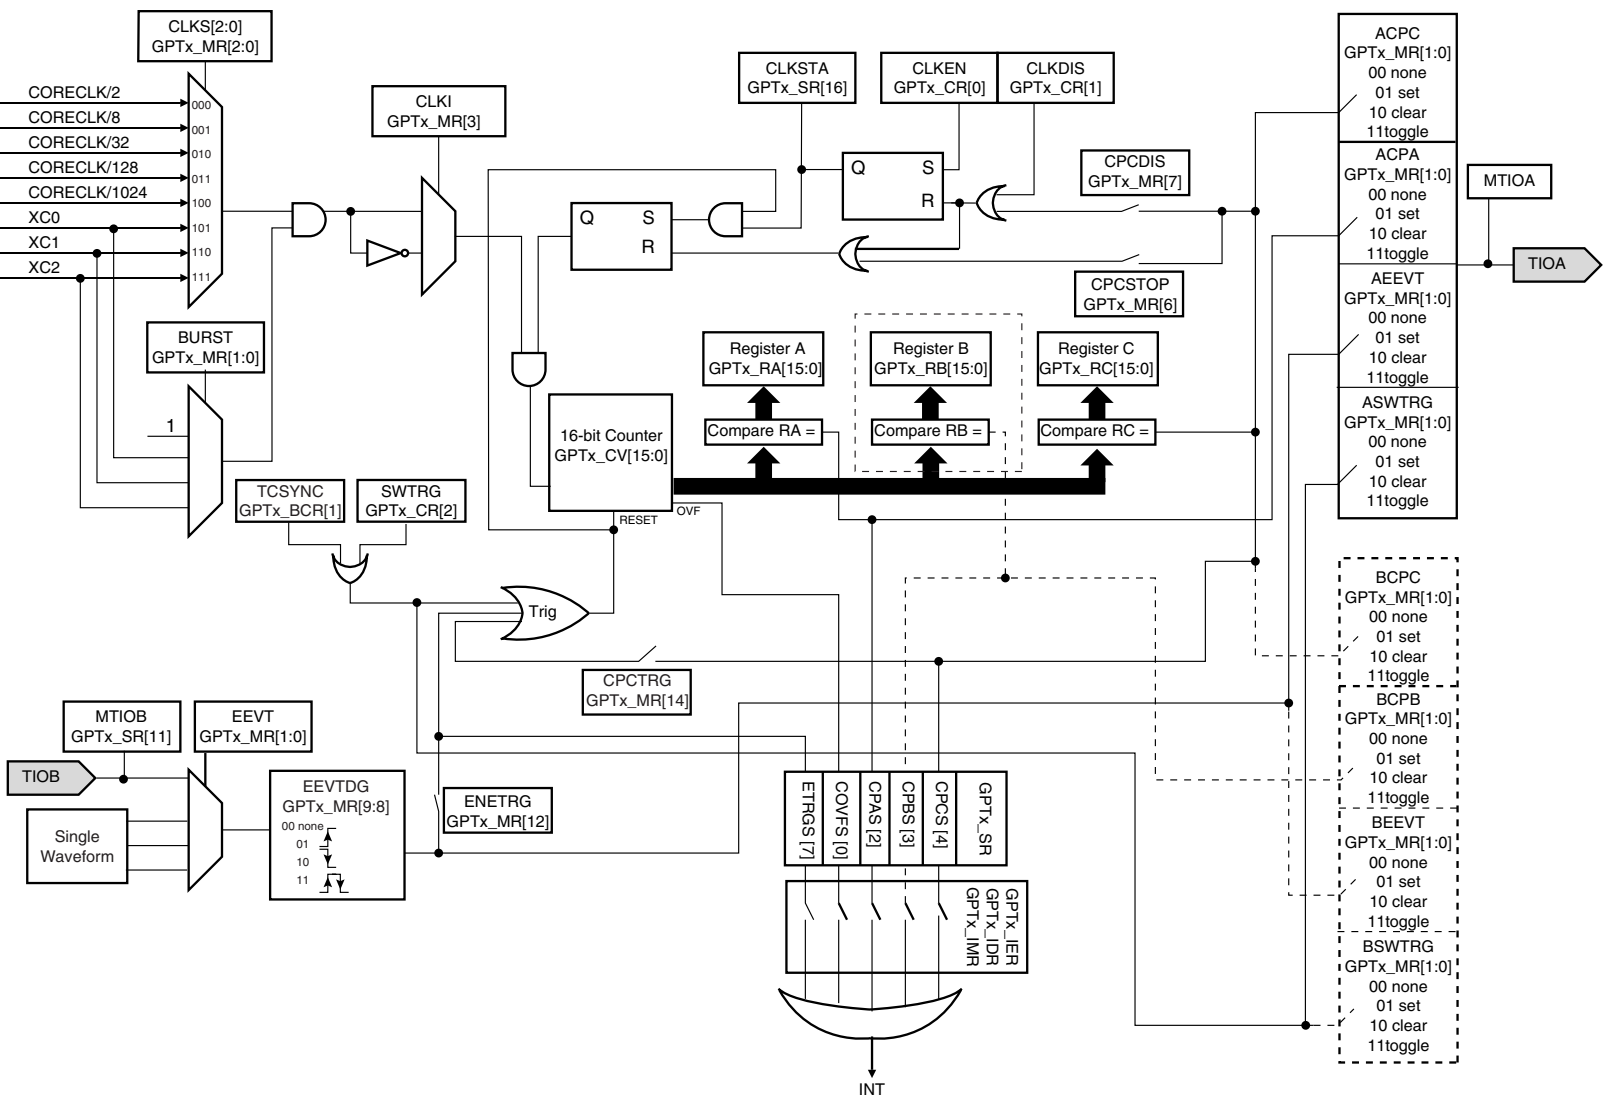 CLKS[2:0]
GPTx_MR[2:0]
CORECLK/2
CORECLK/8
CORECLK/32
CORECLK/128
CORECLK/1024
XC0
XC1
XC2
000
001
010
011
100
101
110
111
CLKI
GPTx_MR[3]
BURST
GPTx_MR[1:0]
1
CLKSTA
GPTx_SR[16]
CLKEN
GPTx_CR[0]
CLKDIS
GPTx_CR[1]
Q S
R
Q S
R
CPCDIS
GPTx_MR[7]
CPCSTOP
GPTx_MR[6]
Register A
GPTx_RA[15:0]
Register B
GPTx_RB[15:0]
Register C
GPTx_RC[15:0]
Compare RA =
Compare RB =
Compare RC =
16-bit Counter
GPTx_CV[15:0]
RESET
OVF
TCSYNC
GPTx_BCR[1]
SWTRG
GPTx_CR[2]
Trig
CPCTRG
GPTx_MR[14]
MTIOB
GPTx_SR[11]
EEVT
GPTx_MR[1:0]
TIOB
Single
Waveform
EEVTDG
GPTx_MR[9:8]
00 none
01
10
11
ENETRG
GPTx_MR[12]
ETRGS [7]
COVFS [0]
CPAS [2]
CPBS [3]
CPCS [4]
GPTx_SR
GPTx_IER
GPTx_IDR
GPTx_IMR
INT
ACPC
GPTx_MR[1:0]
00 none
01 set
10 clear
11toggle
ACPA
GPTx_MR[1:0]
00 none
01 set
10 clear
11toggle
AEEVT
GPTx_MR[1:0]
00 none
01 set
10 clear
11toggle
ASWTRG
GPTx_MR[1:0]
00 none
01 set
10 clear
11toggle
MTIOA
TIOA
BCPC
GPTx_MR[1:0]
00 none
01 set
10 clear
11toggle
BCPB
GPTx_MR[1:0]
00 none
01 set
10 clear
11toggle
BEEVT
GPTx_MR[1:0]
00 none
01 set
10 clear
11toggle
BSWTRG
GPTx_MR[1:0]
00 none
01 set
10 clear
11toggle